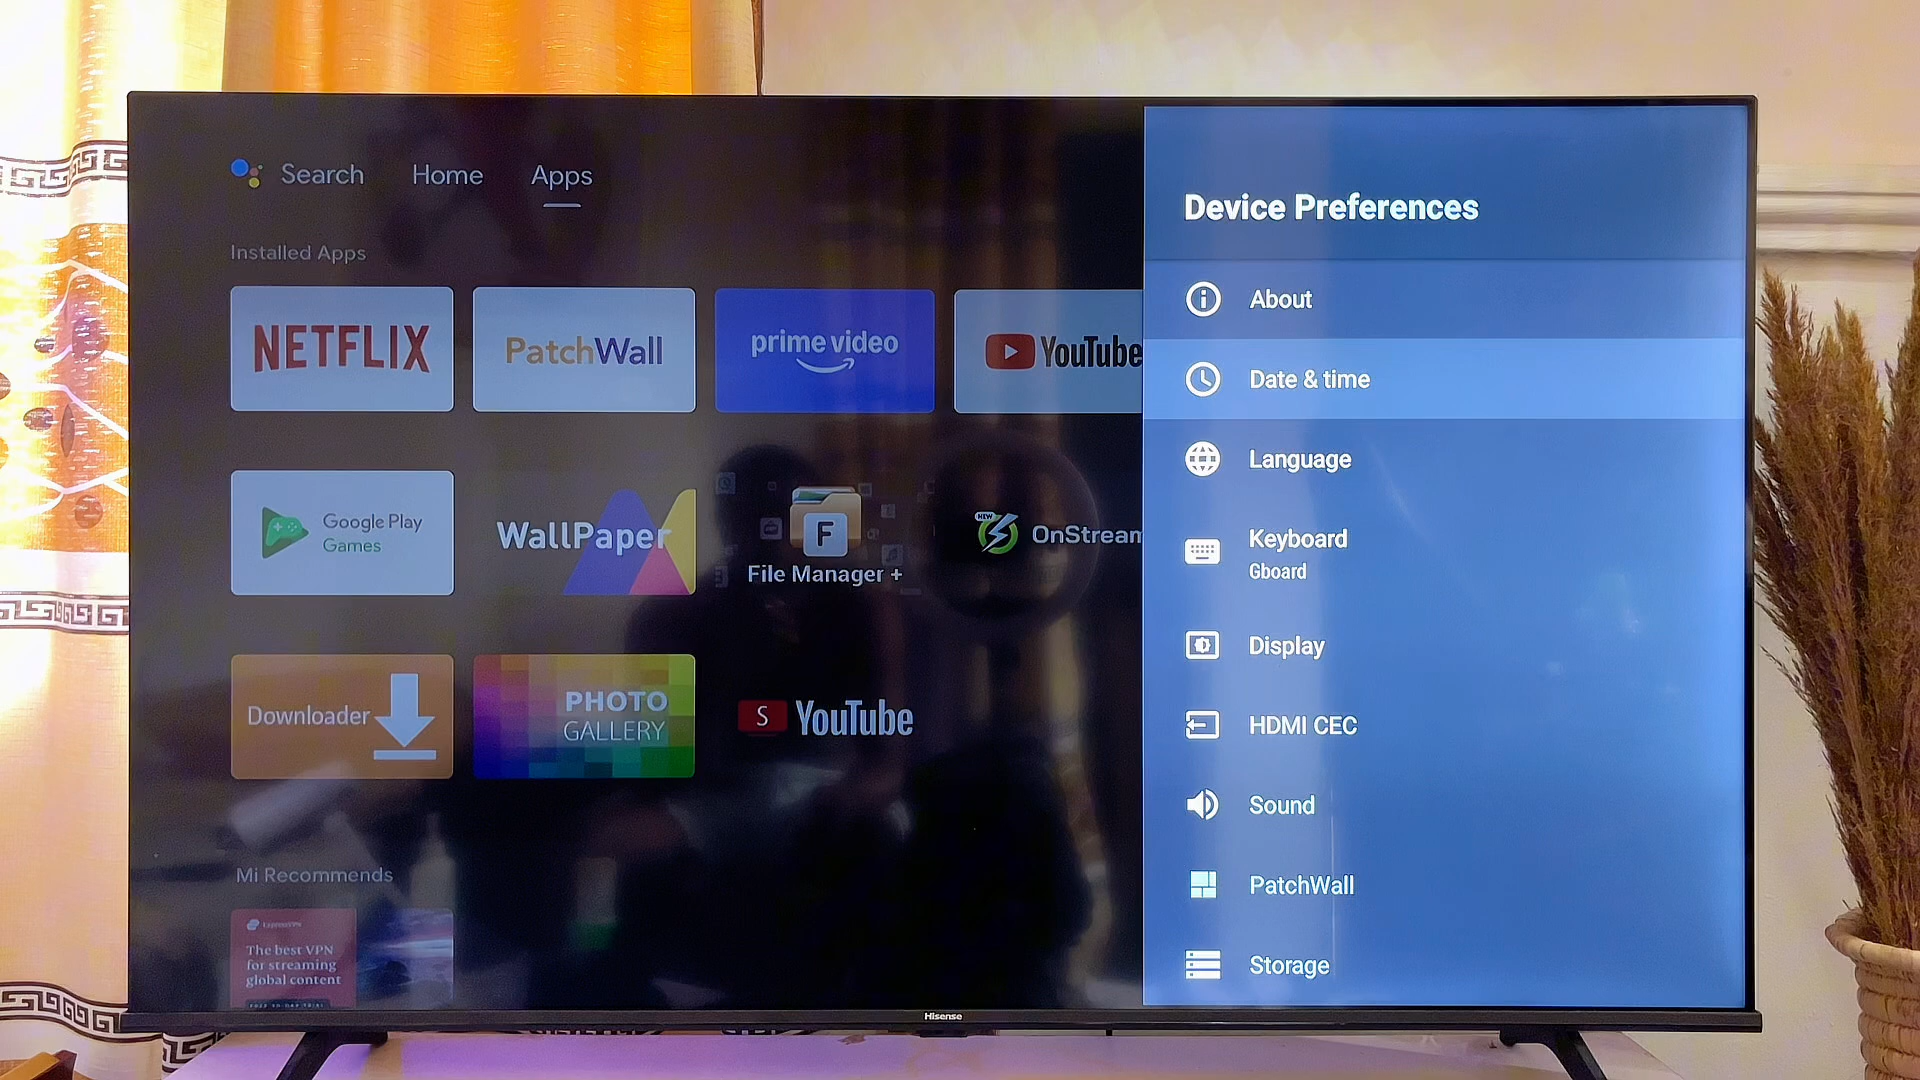 Search Home Apps
Installed Apps
NETFLIX
PatchWall
prime video
YouTube
Google Play
Games
WallPaper
F
File Manager +
NEW
OnStream
Downloader
PHOTO
GALLERY
S YouTube
Mi Recommends
The best VPN
for streaming
global content
Device Preferences
About
Date & time
Language
Keyboard
Gboard
Display
HDMI CEC
Sound
PatchWall
Storage
Hisense